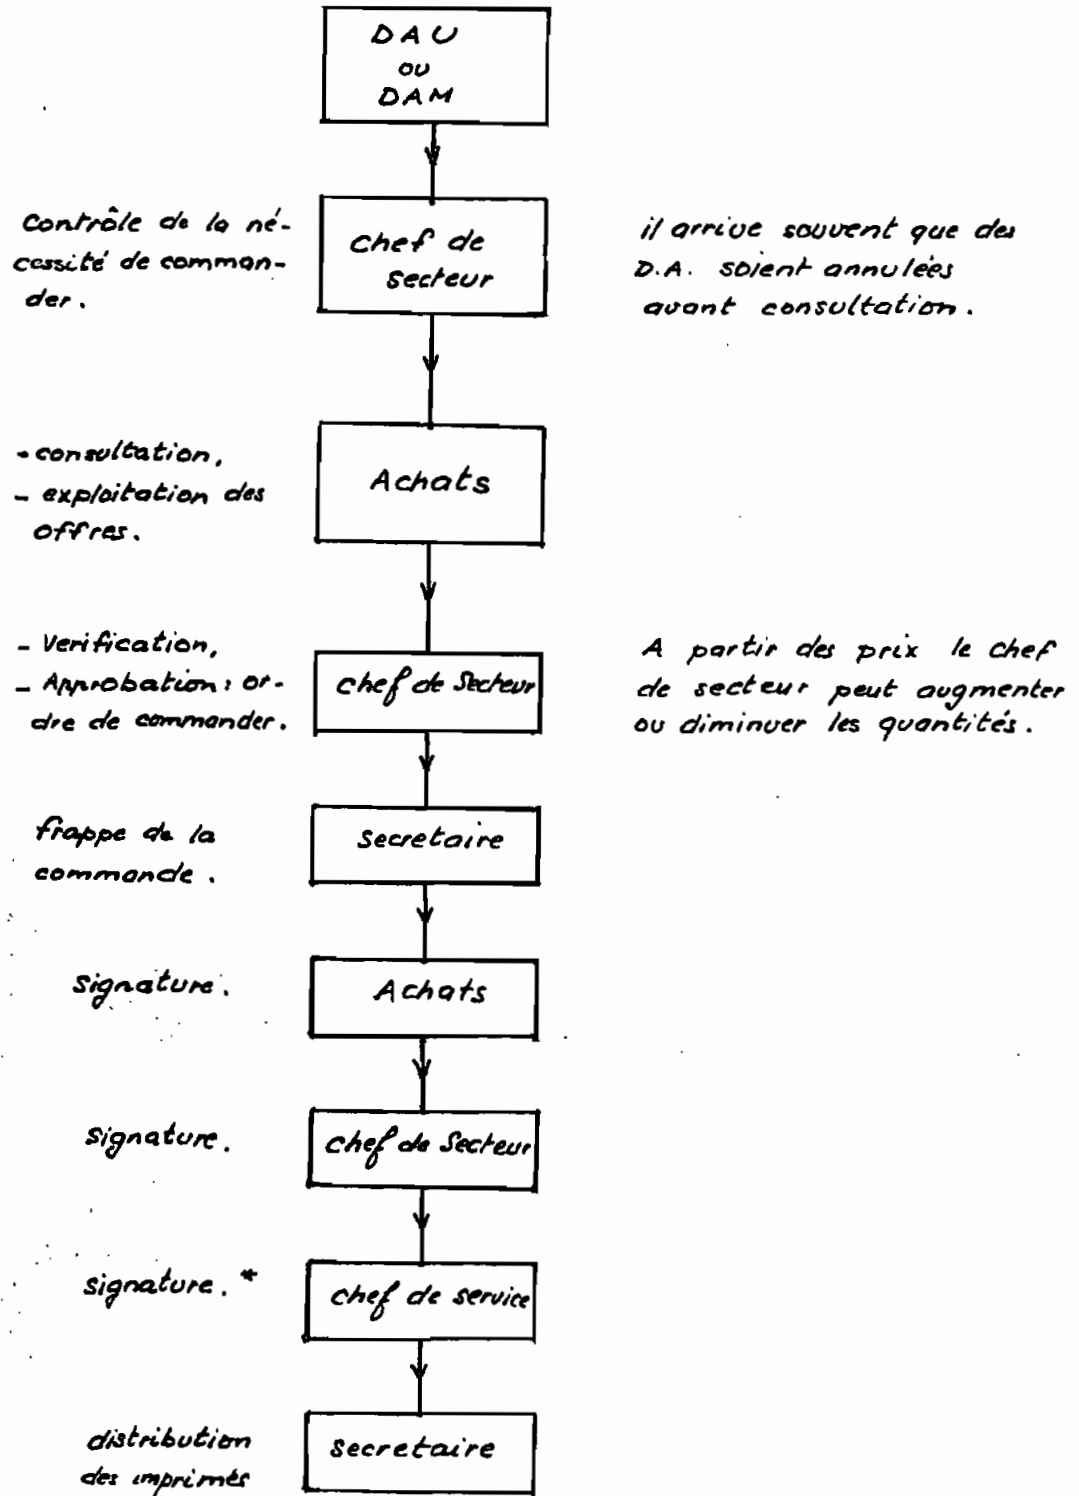 DAU
ou
DAM
Contrôle de la né-
cessité de comman-
der.
Chef de
Secteur
il arrive souvent que des
D.A. soient annulées
avant consultation.
- consultation,
- exploitation des
offres.
Achats
- Verification,
- Approbation: or-
dre de commander.
Chef de Secteur
A partir des prix le chef
de secteur peut augmenter
ou diminuer les quantités.
frappe de la
commande.
Secretaire
Signature.
Achats
Signature.
Chef de Secteur
Signature. *
Chef de service
distribution
des imprimés
Secretaire